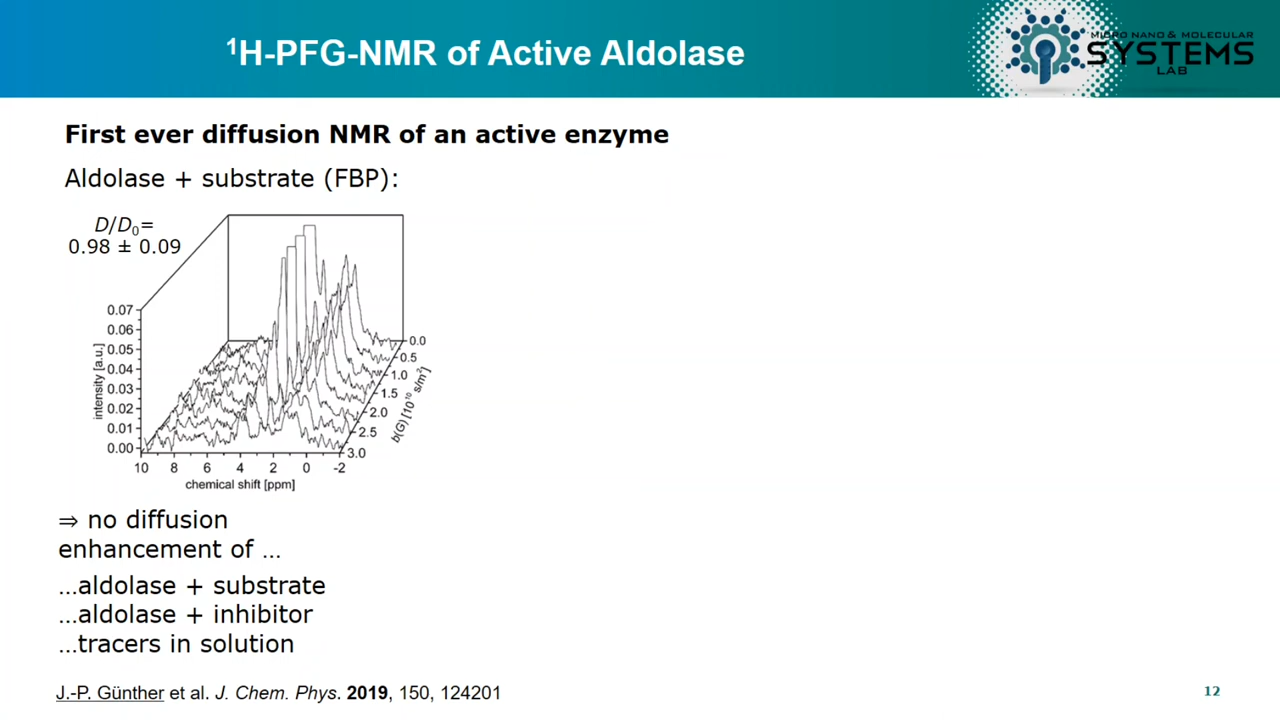 ¹H-PFG-NMR of Active Aldolase
MICRO NANO & MOLECULAR
SYSTEMS
LAB
First ever diffusion NMR of an active enzyme
Aldolase + substrate (FBP):
D/D₀=
0.98 ± 0.09
0.07
0.06
0.05
0.04
0.03
0.02
0.01
0.00
intensity [a.u.]
10 8 6 4 2 0 -2
chemical shift [ppm]
0.0
0.5
1.0
1.5
2.0
2.5
3.0
b(G) [10¹⁰ s/m²]
⇒ no diffusion
enhancement of …
…aldolase + substrate
…aldolase + inhibitor
…tracers in solution
J.-P. Günther et al. J. Chem. Phys. 2019, 150, 124201
12